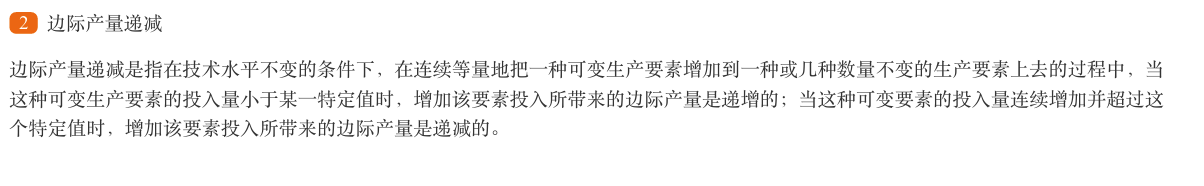 2 边际产量递减
边际产量递减是指在技术水平不变的条件下，在连续等量地把一种可变生产要素增加到一种或几种数量不变的生产要素上去的过程中，当
这种可变生产要素的投入量小于某一特定值时，增加该要素投入所带来的边际产量是递增的；当这种可变要素的投入量连续增加并超过这
个特定值时，增加该要素投入所带来的边际产量是递减的。